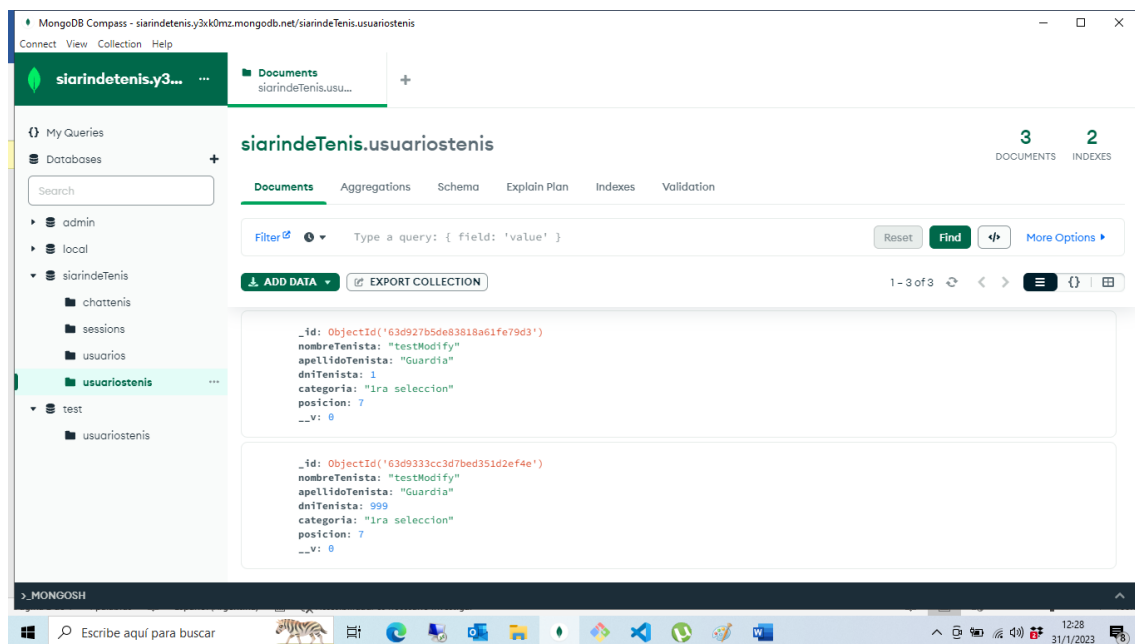 MongoDB Compass - siarindetenis.y3xk0mz.mongodb.net/siarindeTenis.usuariostenis
Connect View Collection Help
siarindetenis.y3... ...
Documents
siarindeTenis.usu...
+
{} My Queries
Databases +
Search
admin
local
siarindeTenis
chattenis
sessions
usuarios
usuariostenis ...
test
usuariostenis
siarindeTenis.usuariostenis
3 2
DOCUMENTS INDEXES
Documents Aggregations Schema Explain Plan Indexes Validation
Filter Type a query: { field: 'value' } Reset Find </> More Options
ADD DATA EXPORT COLLECTION 1 – 3 of 3 {}
_id: ObjectId('63d927b5de83818a61fe79d3')
nombreTenista: "testModify"
apellidoTenista: "Guardia"
dniTenista: 1
categoria: "1ra seleccion"
posicion: 7
__v: 0
_id: ObjectId('63d9333cc3d7bed351d2ef4e')
nombreTenista: "testModify"
apellidoTenista: "Guardia"
dniTenista: 999
categoria: "1ra seleccion"
posicion: 7
__v: 0
>_MONGOSH
Escribe aquí para buscar
12:28
31/1/2023